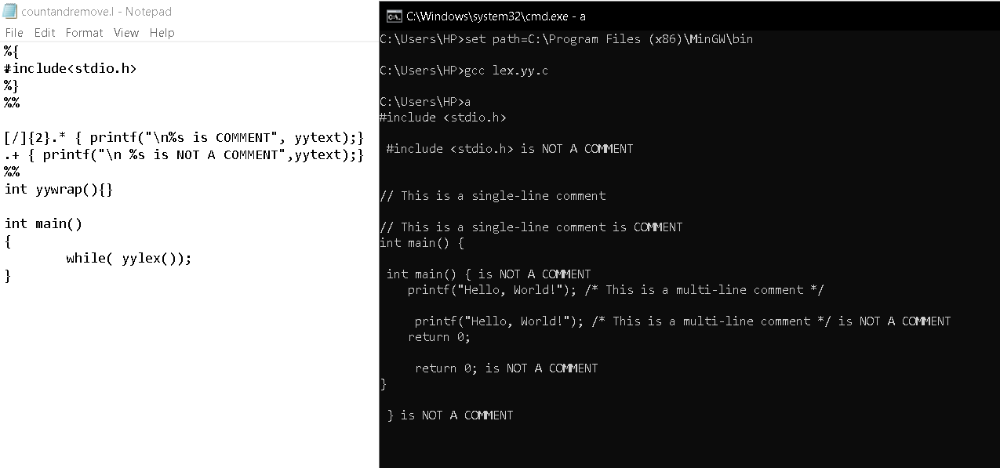 countandremove.l - Notepad
File Edit Format View Help
%{
#include<stdio.h>
%}
%%
[/]{2}.* { printf("\n%s is COMMENT", yytext);}
.+ { printf("\n %s is NOT A COMMENT",yytext);}
%%
int yywrap(){}
int main()
{
        while( yylex());
}
C:\Windows\system32\cmd.exe - a
C:\Users\HP>set path=C:\Program Files (x86)\MinGW\bin
C:\Users\HP>gcc lex.yy.c
C:\Users\HP>a
#include <stdio.h>
 #include <stdio.h> is NOT A COMMENT
// This is a single-line comment
// This is a single-line comment is COMMENT
int main() {
 int main() { is NOT A COMMENT
    printf("Hello, World!"); /* This is a multi-line comment */
     printf("Hello, World!"); /* This is a multi-line comment */ is NOT A COMMENT
    return 0;
     return 0; is NOT A COMMENT
}
 } is NOT A COMMENT